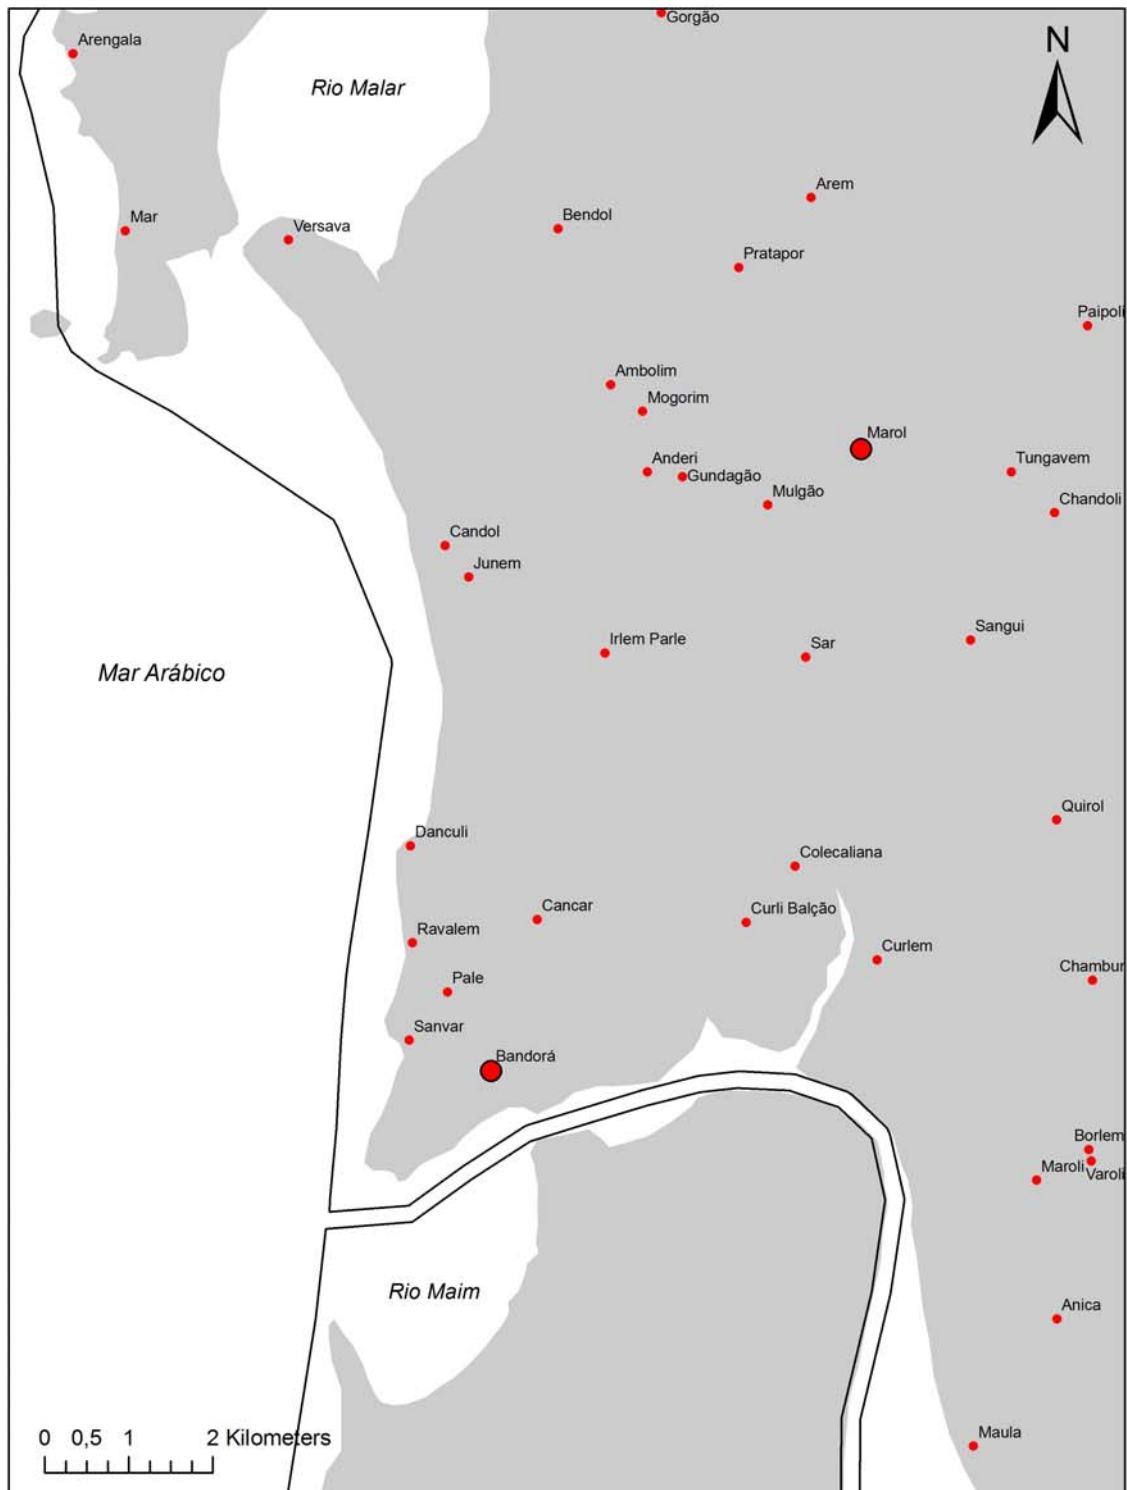 Gorgão
Arengala
N
Rio Malar
Arem
Bendol
Mar
Versava
Pratapor
Paipoli
Ambolim
Mogorim
Marol
Anderi
Tungavem
Gundagão
Mulgão
Chandoli
Candol
Junem
Irlem Parle
Sar
Sangui
Mar Arábico
Quirol
Danculi
Colecaliana
Cancar
Curli Balção
Ravalem
Curlem
Chambur
Pale
Sanvar
Bandorá
Borlem
Maroli
Varoli
Rio Maim
Anica
Maula
0 0,5 1 2 Kilometers